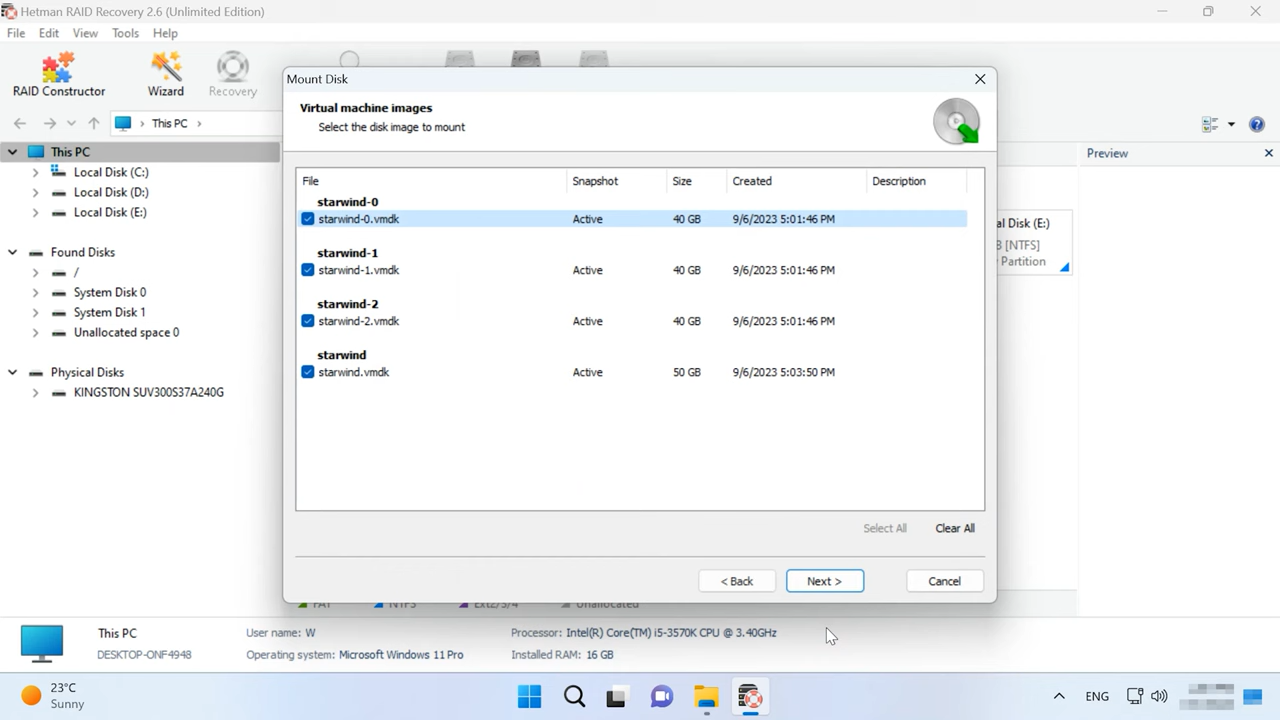 Hetman RAID Recovery 2.6 (Unlimited Edition)
File Edit View Tools Help
RAID Constructor Wizard Recovery
This PC
This PC
Local Disk (C:)
Local Disk (D:)
Local Disk (E:)
Found Disks
/
System Disk 0
System Disk 1
Unallocated space 0
Physical Disks
KINGSTON SUV300S37A240G
Mount Disk
Virtual machine images
Select the disk image to mount
File Snapshot Size Created Description
starwind-0
starwind-0.vmdk Active 40 GB 9/6/2023 5:01:46 PM
starwind-1
starwind-1.vmdk Active 40 GB 9/6/2023 5:01:46 PM
starwind-2
starwind-2.vmdk Active 40 GB 9/6/2023 5:01:46 PM
starwind
starwind.vmdk Active 50 GB 9/6/2023 5:03:50 PM
Select All Clear All
< Back Next > Cancel
Preview
al Disk (E:)
[NTFS]
Partition
FAT NTFS Ext2/3/4 Unallocated
This PC User name: W Processor: Intel(R) Core(TM) i5-3570K CPU @ 3.40GHz
DESKTOP-ONF4948 Operating system: Microsoft Windows 11 Pro Installed RAM: 16 GB
23°C
Sunny
ENG